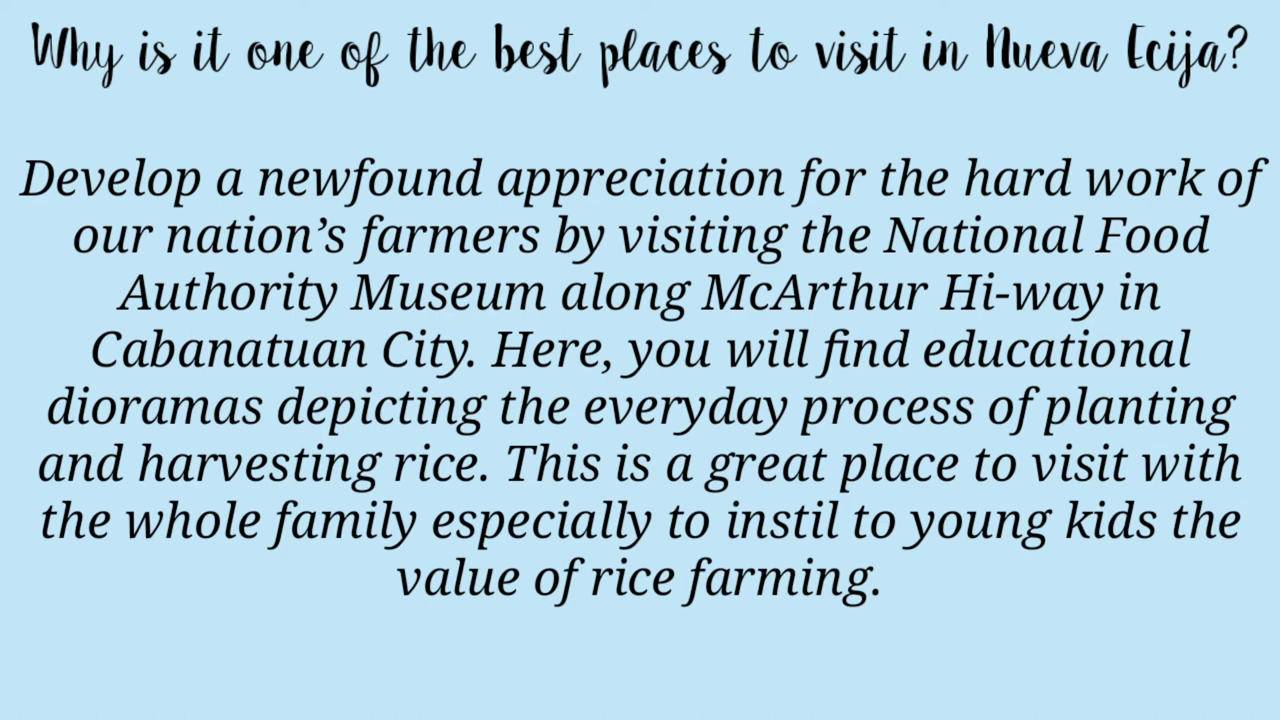 Why is it one of the best places to visit in Nueva Ecija?
Develop a newfound appreciation for the hard work of
our nation’s farmers by visiting the National Food
Authority Museum along McArthur Hi-way in
Cabanatuan City. Here, you will find educational
dioramas depicting the everyday process of planting
and harvesting rice. This is a great place to visit with
the whole family especially to instil to young kids the
value of rice farming.